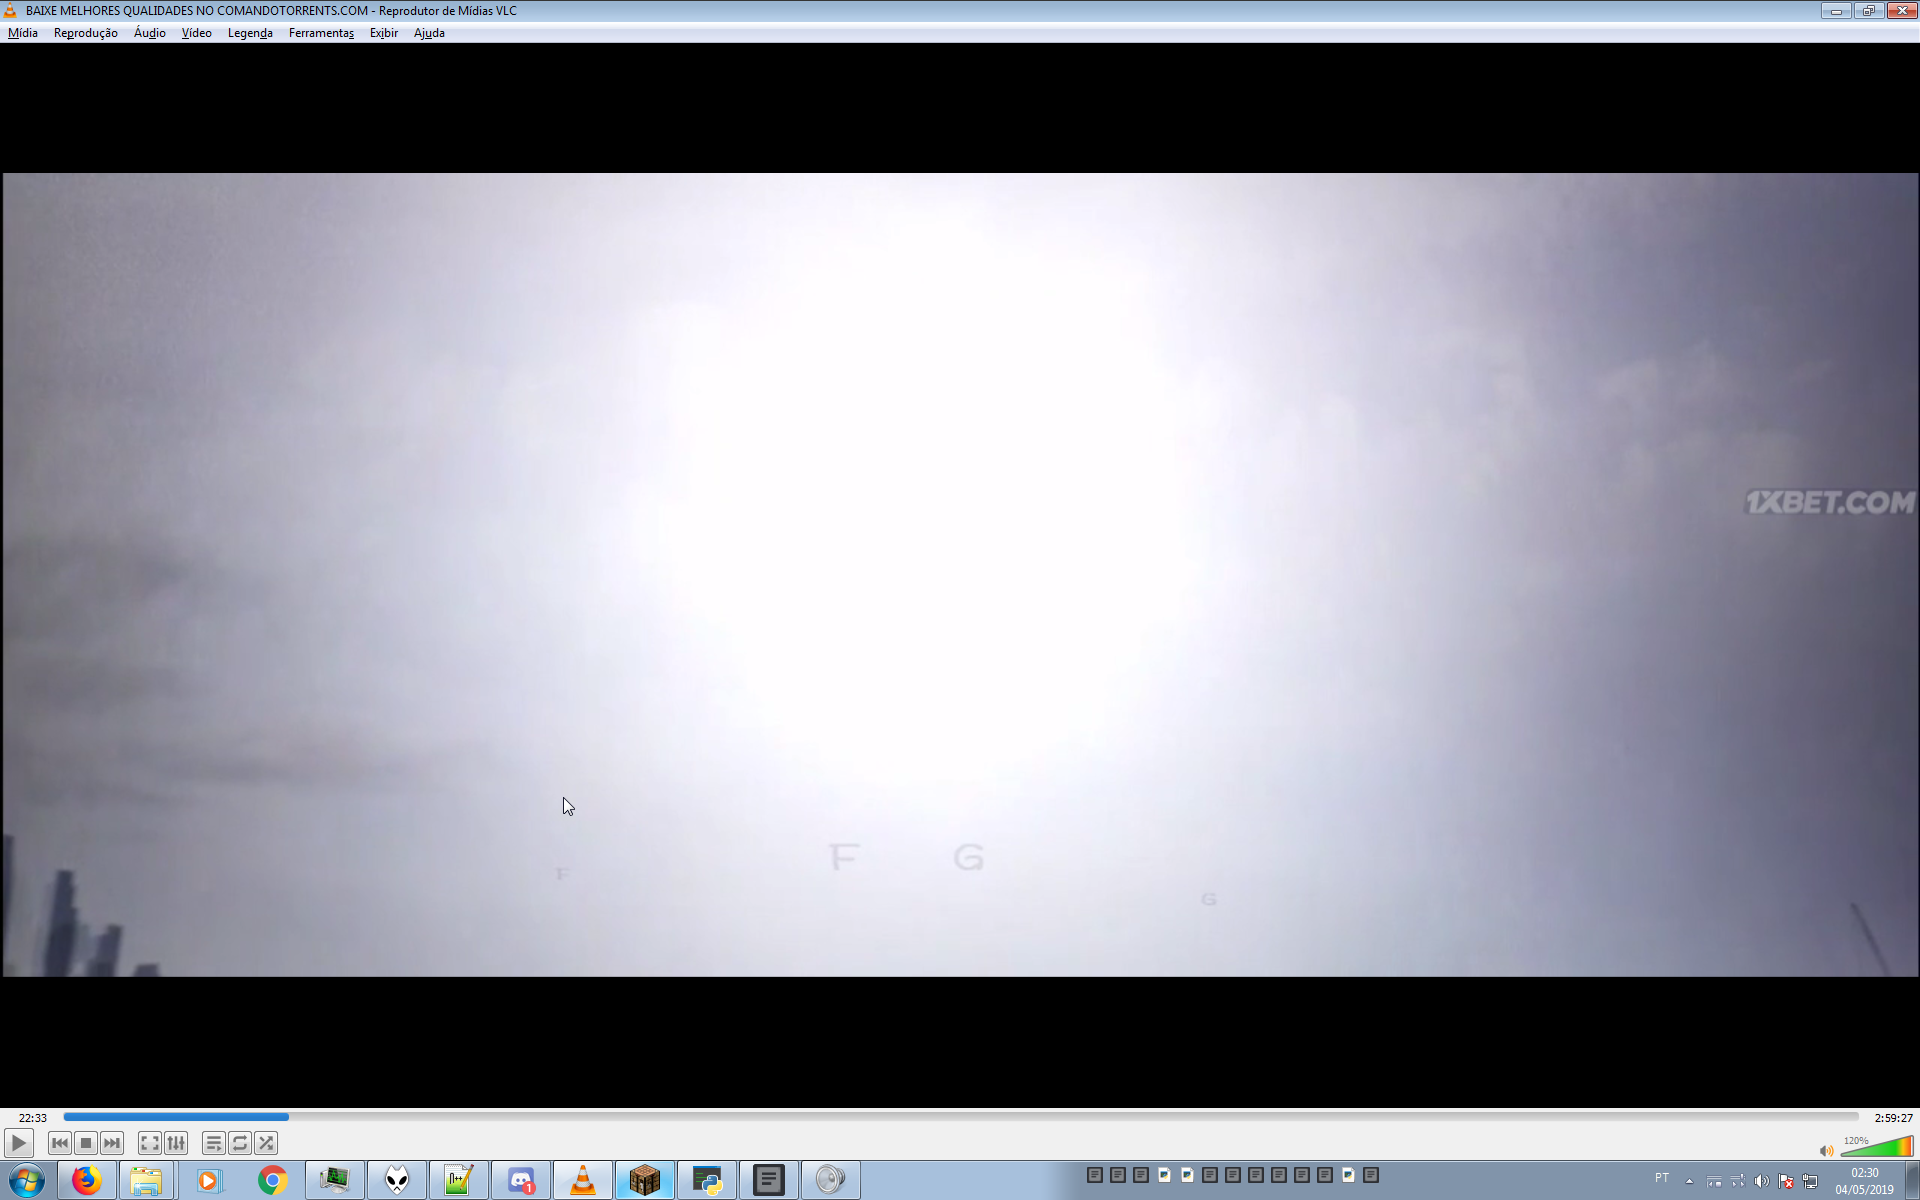 BAIXE MELHORES QUALIDADES NO COMANDOTORRENTS.COM - Reprodutor de Mídias VLC
Mídia Reprodução Áudio Vídeo Legenda Ferramentas Exibir Ajuda
1XBET.COM
F G
F
G
22:33 2:59:27
120%
PT 02:30
04/05/2019